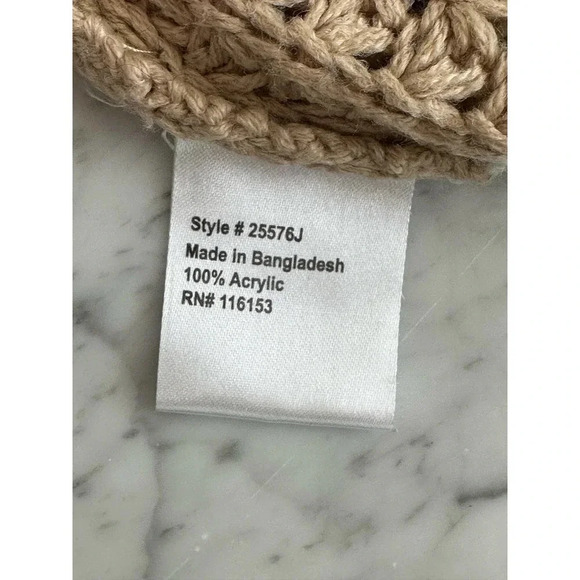 Style # 25576J
Made in Bangladesh
100% Acrylic
RN# 116153